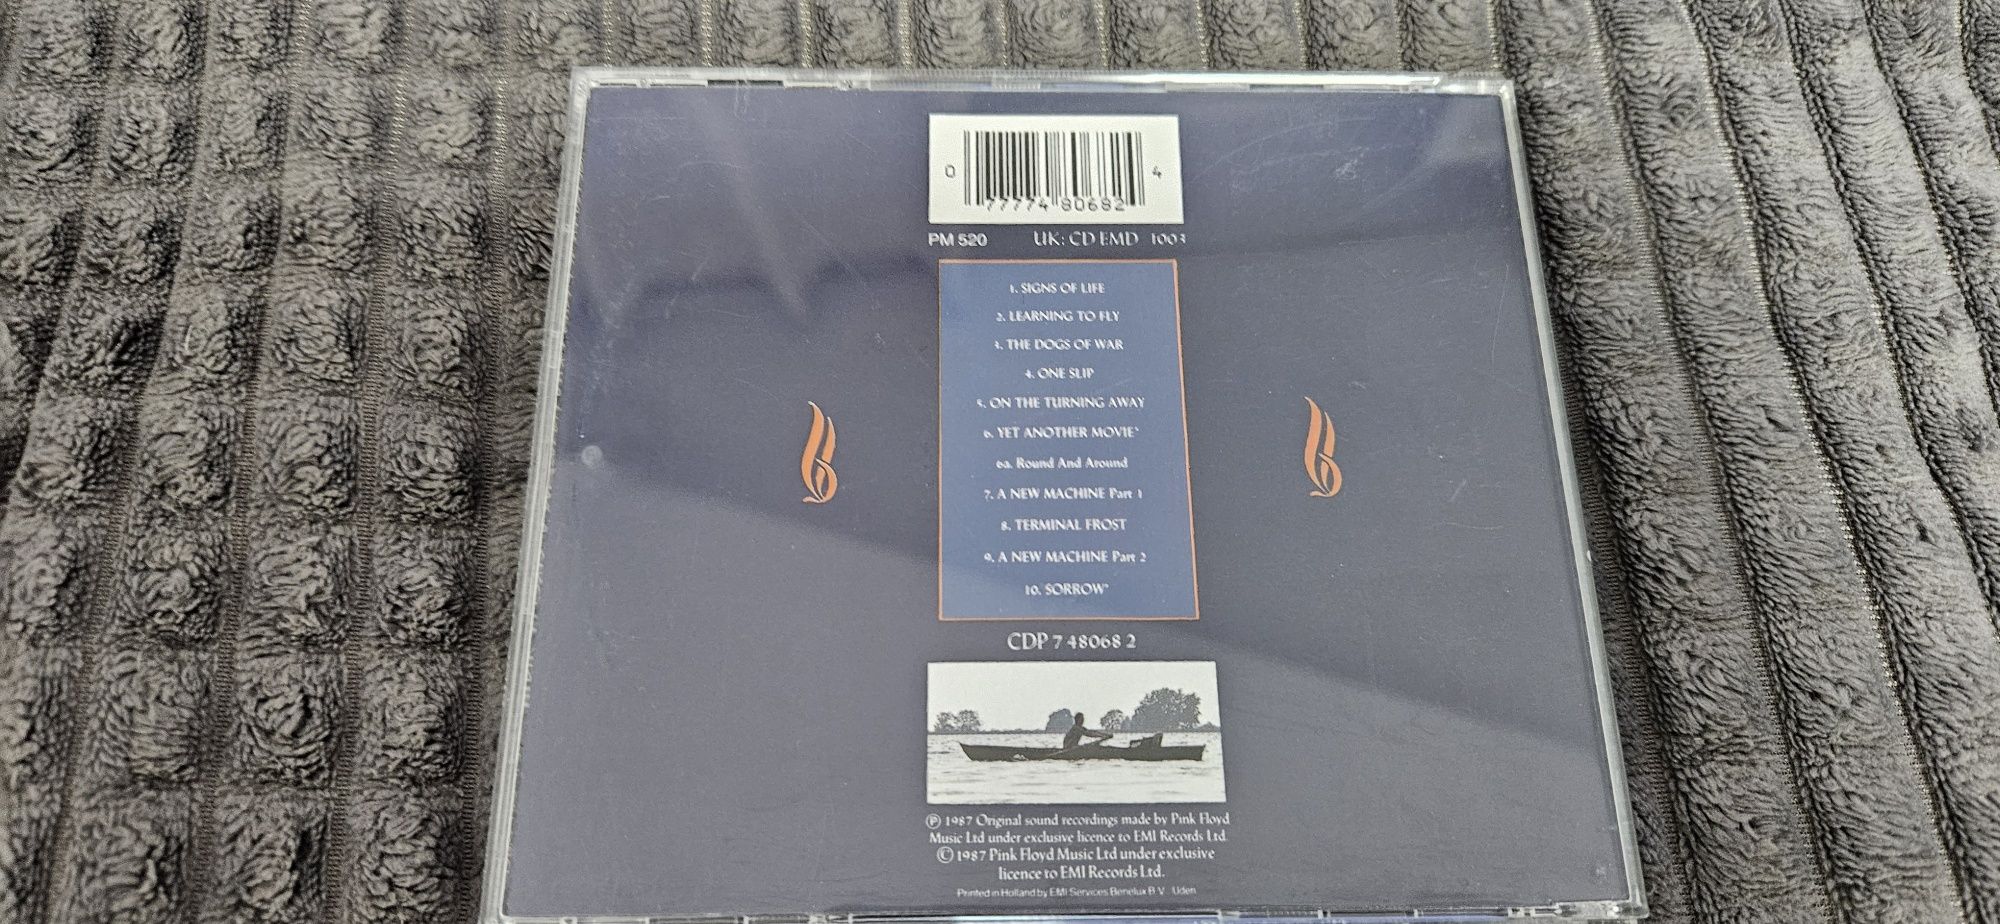 0 77774 80682 4
PM 520 UK: CD EMD 1003
1. SIGNS OF LIFE
2. LEARNING TO FLY
3. THE DOGS OF WAR
4. ONE SLIP
5. ON THE TURNING AWAY
6. YET ANOTHER MOVIE*
6a. Round And Around
7. A NEW MACHINE Part 1
8. TERMINAL FROST
9. A NEW MACHINE Part 2
10. SORROW*
CDP 7 48068 2
Ⓟ 1987 Original sound recordings made by Pink Floyd
Music Ltd under exclusive licence to EMI Records Ltd.
© 1987 Pink Floyd Music Ltd under exclusive
licence to EMI Records Ltd.
Printed in Holland by EMI Services Benelux B.V. Uden